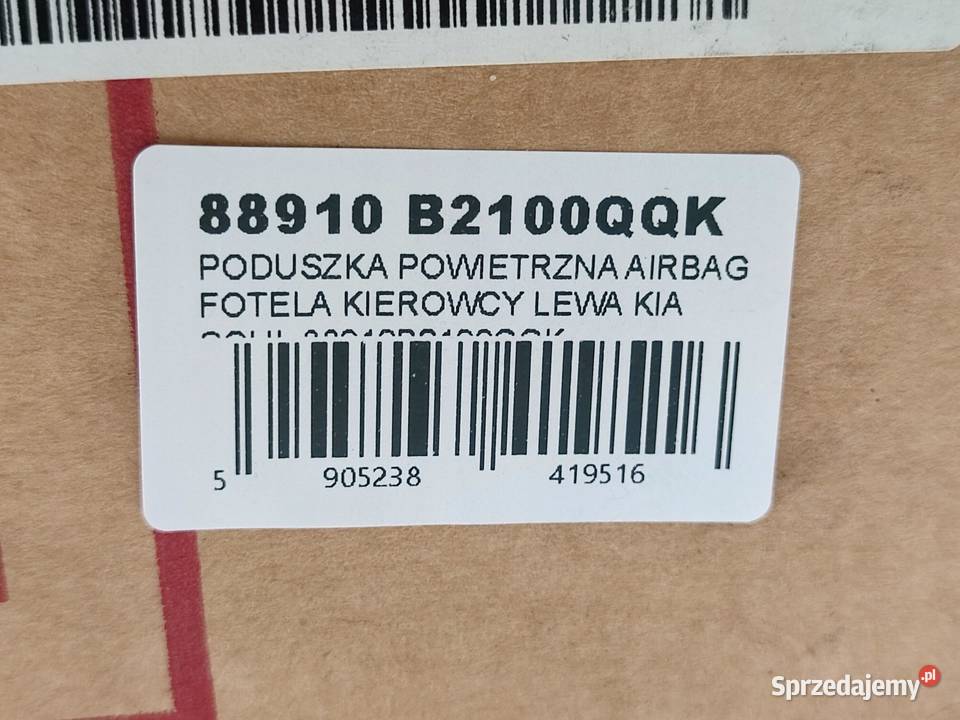 88910 B2100QQK
PODUSZKA POWIETRZNA AIRBAG
FOTELA KIEROWCY LEWA KIA
5 905238 419516
Sprzedajemy.pl